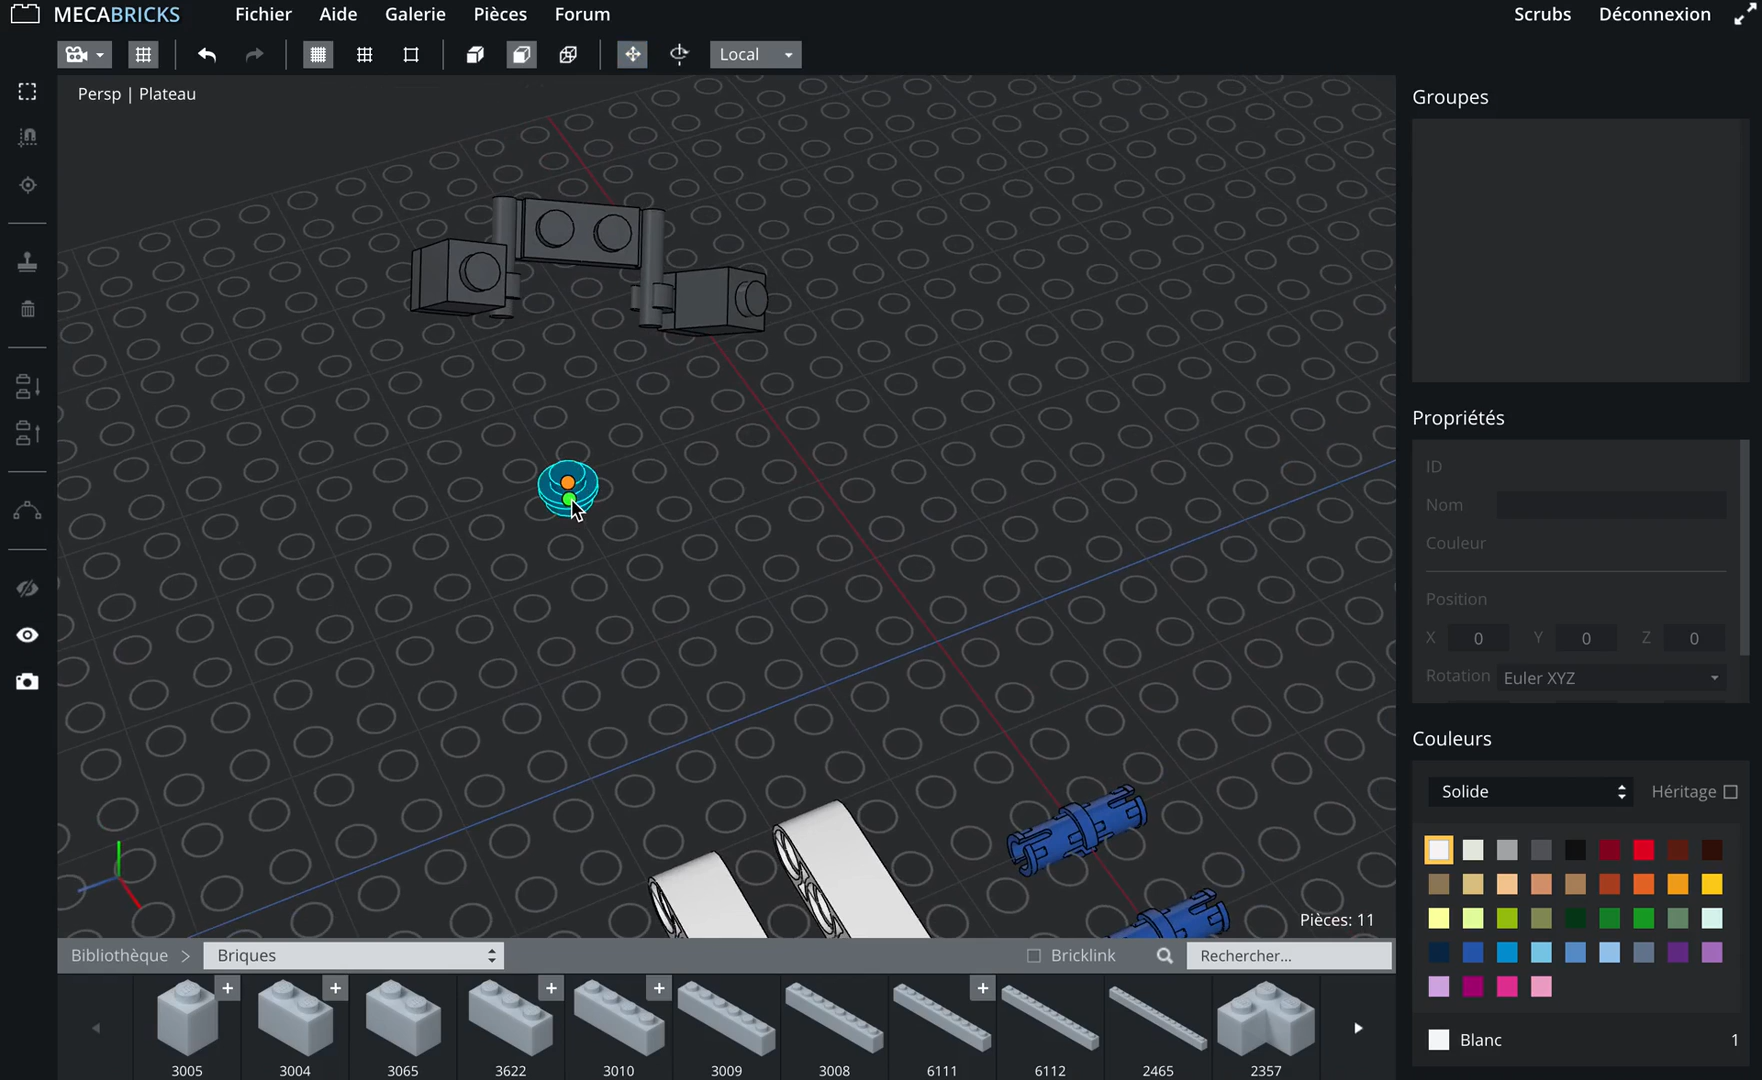 MECABRICKS Fichier Aide Galerie Pièces Forum Scrubs Déconnexion
Local
Persp | Plateau
Groupes
Propriétés
ID
Nom
Couleur
Position
X 0 Y 0 Z 0
Rotation Euler XYZ
Couleurs
Solide Héritage
Pièces: 11
Bibliothèque > Briques Bricklink Rechercher...
Blanc 1
3005 3004 3065 3622 3010 3009 3008 6111 6112 2465 2357